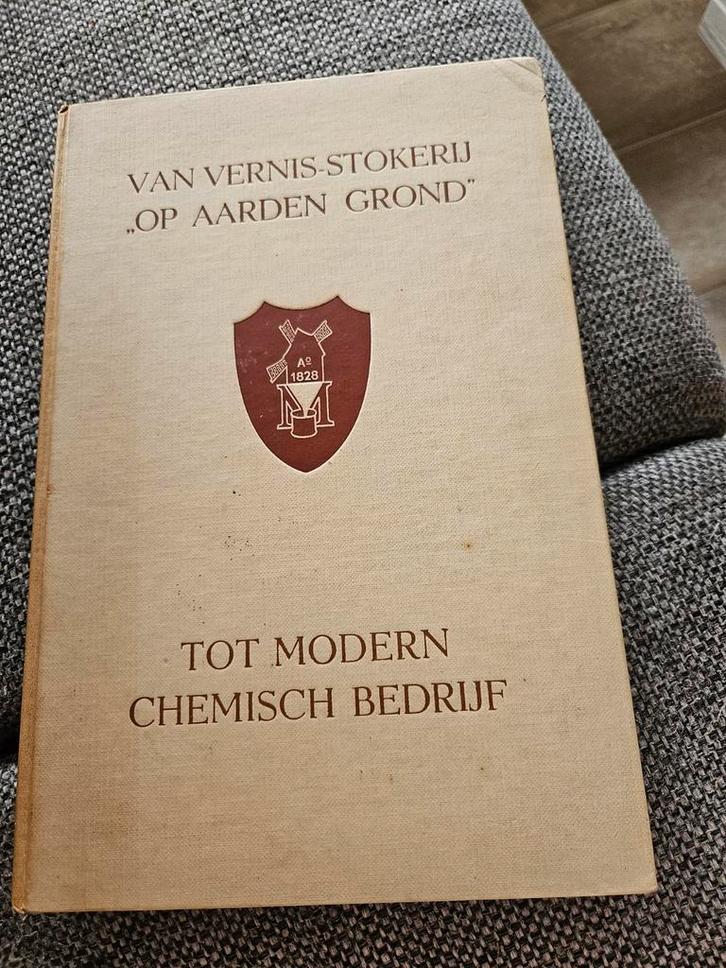 VAN VERNIS-STOKERIJ
„OP AARDEN GROND”
Aº
1828
M
TOT MODERN
CHEMISCH BEDRIJF